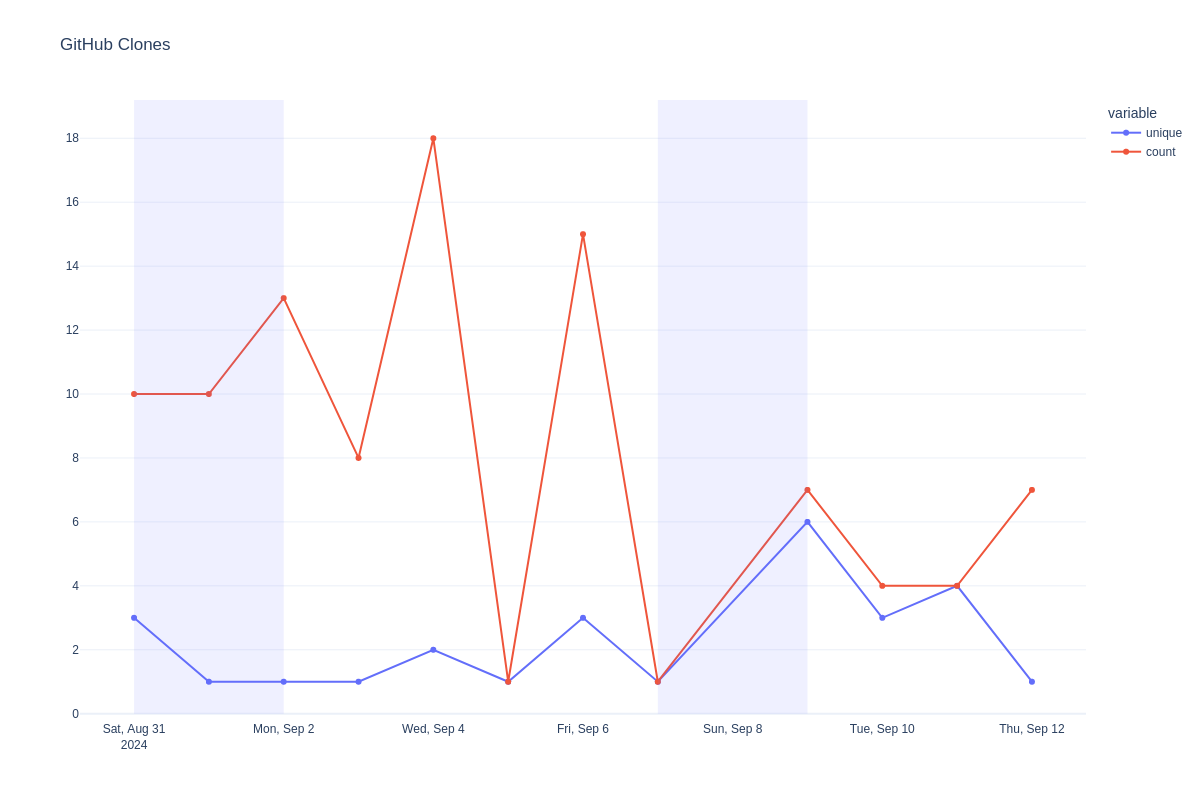 GitHub Clones
variable
unique
count
18
16
14
12
10
8
6
4
2
0
Sat, Aug 31
2024
Mon, Sep 2
Wed, Sep 4
Fri, Sep 6
Sun, Sep 8
Tue, Sep 10
Thu, Sep 12